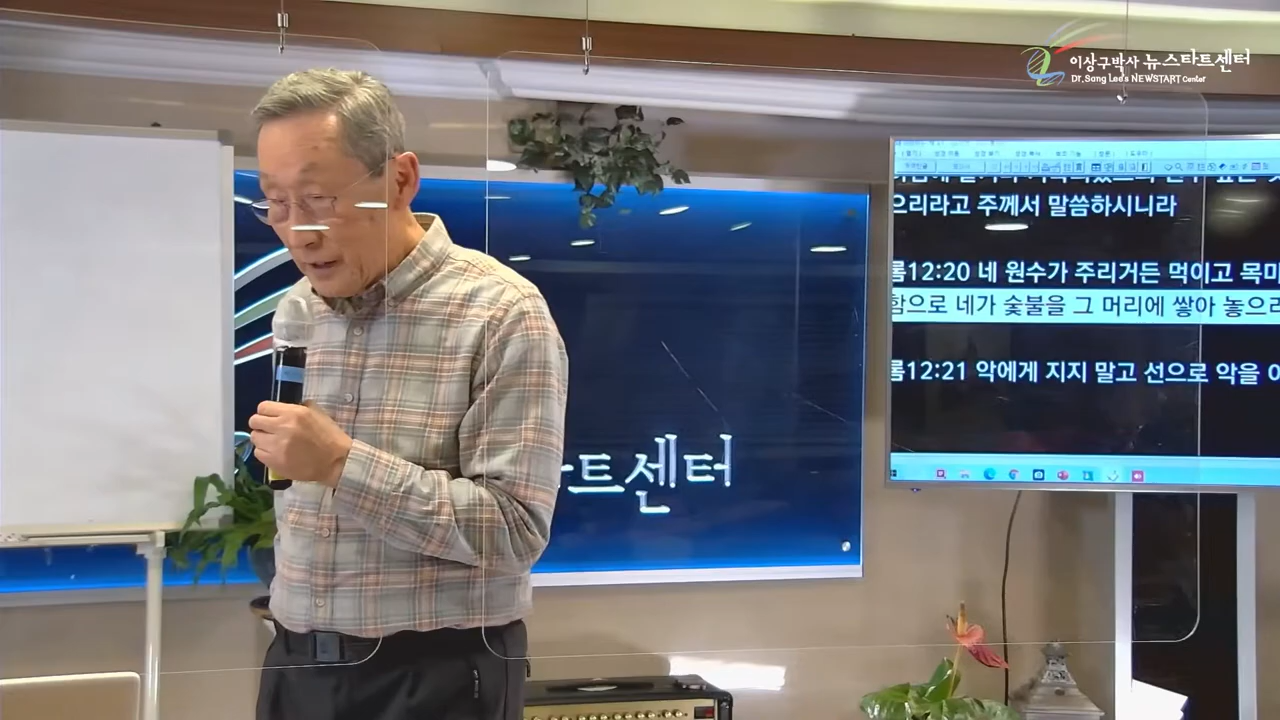 이상구박사 뉴스타트센터
Dr. Sang Lee's NEWSTART Center
으리라고 주께서 말씀하시니라
롬12:20 네 원수가 주리거든 먹이고 목마
함으로 네가 숯불을 그 머리에 쌓아 놓으리
롬12:21 악에게 지지 말고 선으로 악을 이
트센터